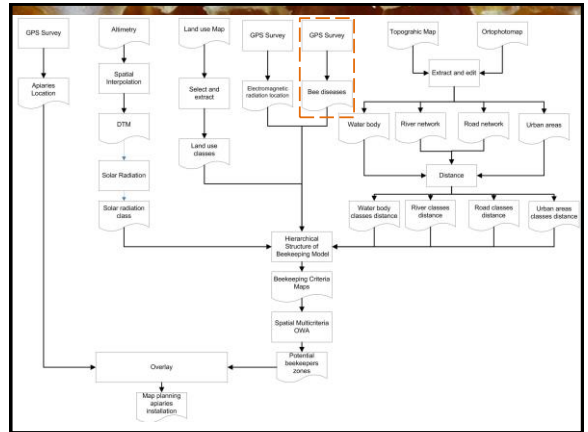 GPS Survey
Altimetry
Land use Map
GPS Survey
GPS Survey
Topograhic Map
Ortophotomap
Apiaries
Location
Spatial
Interpolation
Select and
extract
Electromagnetic
radiation location
Bee diseases
Extract and edit
DTM
Land use
classes
Water body
River network
Road network
Urban areas
Solar Radiation
Distance
Solar radiation
class
Water body
classes distance
River classes
distance
Road classes
distance
Urban areas
classes distance
Hierarchical
Structure of
Beekeeping Model
Beekeeping Criteria
Maps
Spatial Multicriteria
OWA
Overlay
Potential
beekeepers
zones
Map planning
apiaries
installation